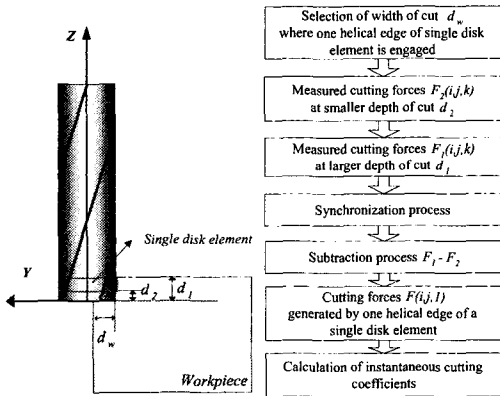 Z
Y
Single disk element
d₂
d₁
d_w
Workpiece
Selection of width of cut d_w
where one helical edge of single disk
element is engaged
Measured cutting forces F₂(i,j,k)
at smaller depth of cut d₂
Measured cutting forces F₁(i,j,k)
at larger depth of cut d₁
Synchronization process
Subtraction process F₁ - F₂
Cutting forces F(i,j,1)
generated by one helical edge of a
single disk element
Calculation of instantaneous cutting
coefficients